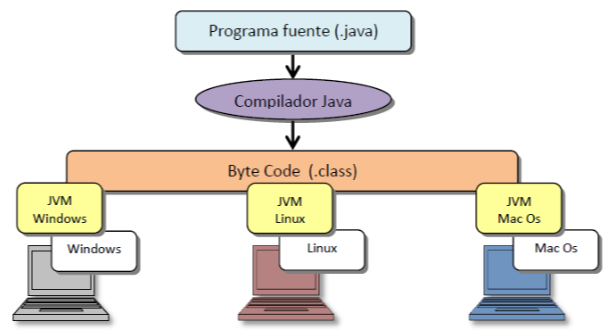 Programa fuente (.java)
Compilador Java
Byte Code (.class)
JVM
Windows
Windows
JVM
Linux
Linux
JVM
Mac Os
Mac Os